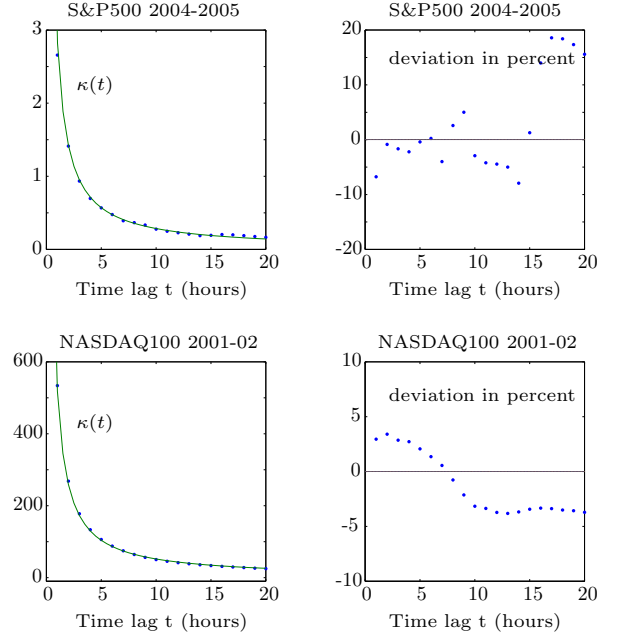 S&P500 2004-2005
3
2
1
0
κ(t)
0 5 10 15 20
Time lag t (hours)
S&P500 2004-2005
20
10
0
-10
-20
deviation in percent
0 5 10 15 20
Time lag t (hours)
NASDAQ100 2001-02
600
400
200
0
κ(t)
0 5 10 15 20
Time lag t (hours)
NASDAQ100 2001-02
10
5
0
-5
-10
deviation in percent
0 5 10 15 20
Time lag t (hours)